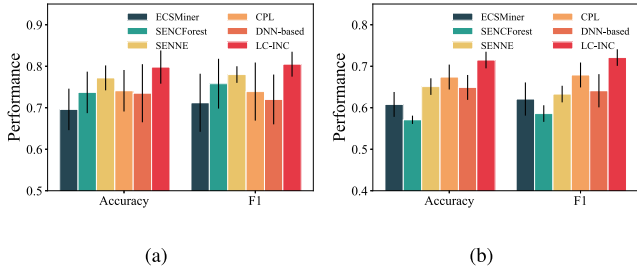 Performance
0.9
0.8
0.7
0.6
0.5
ECSMiner
SENCForest
SENNE
CPL
DNN-based
LC-INC
Accuracy
F1
(a)
Performance
0.9
0.8
0.7
0.6
0.5
0.4
ECSMiner
SENCForest
SENNE
CPL
DNN-based
LC-INC
Accuracy
F1
(b)